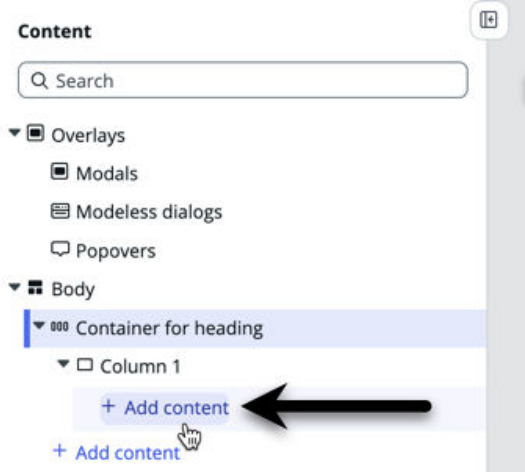 Content
Search
Overlays
Modals
Modeless dialogs
Popovers
Body
Container for heading
Column 1
+ Add content
+ Add content